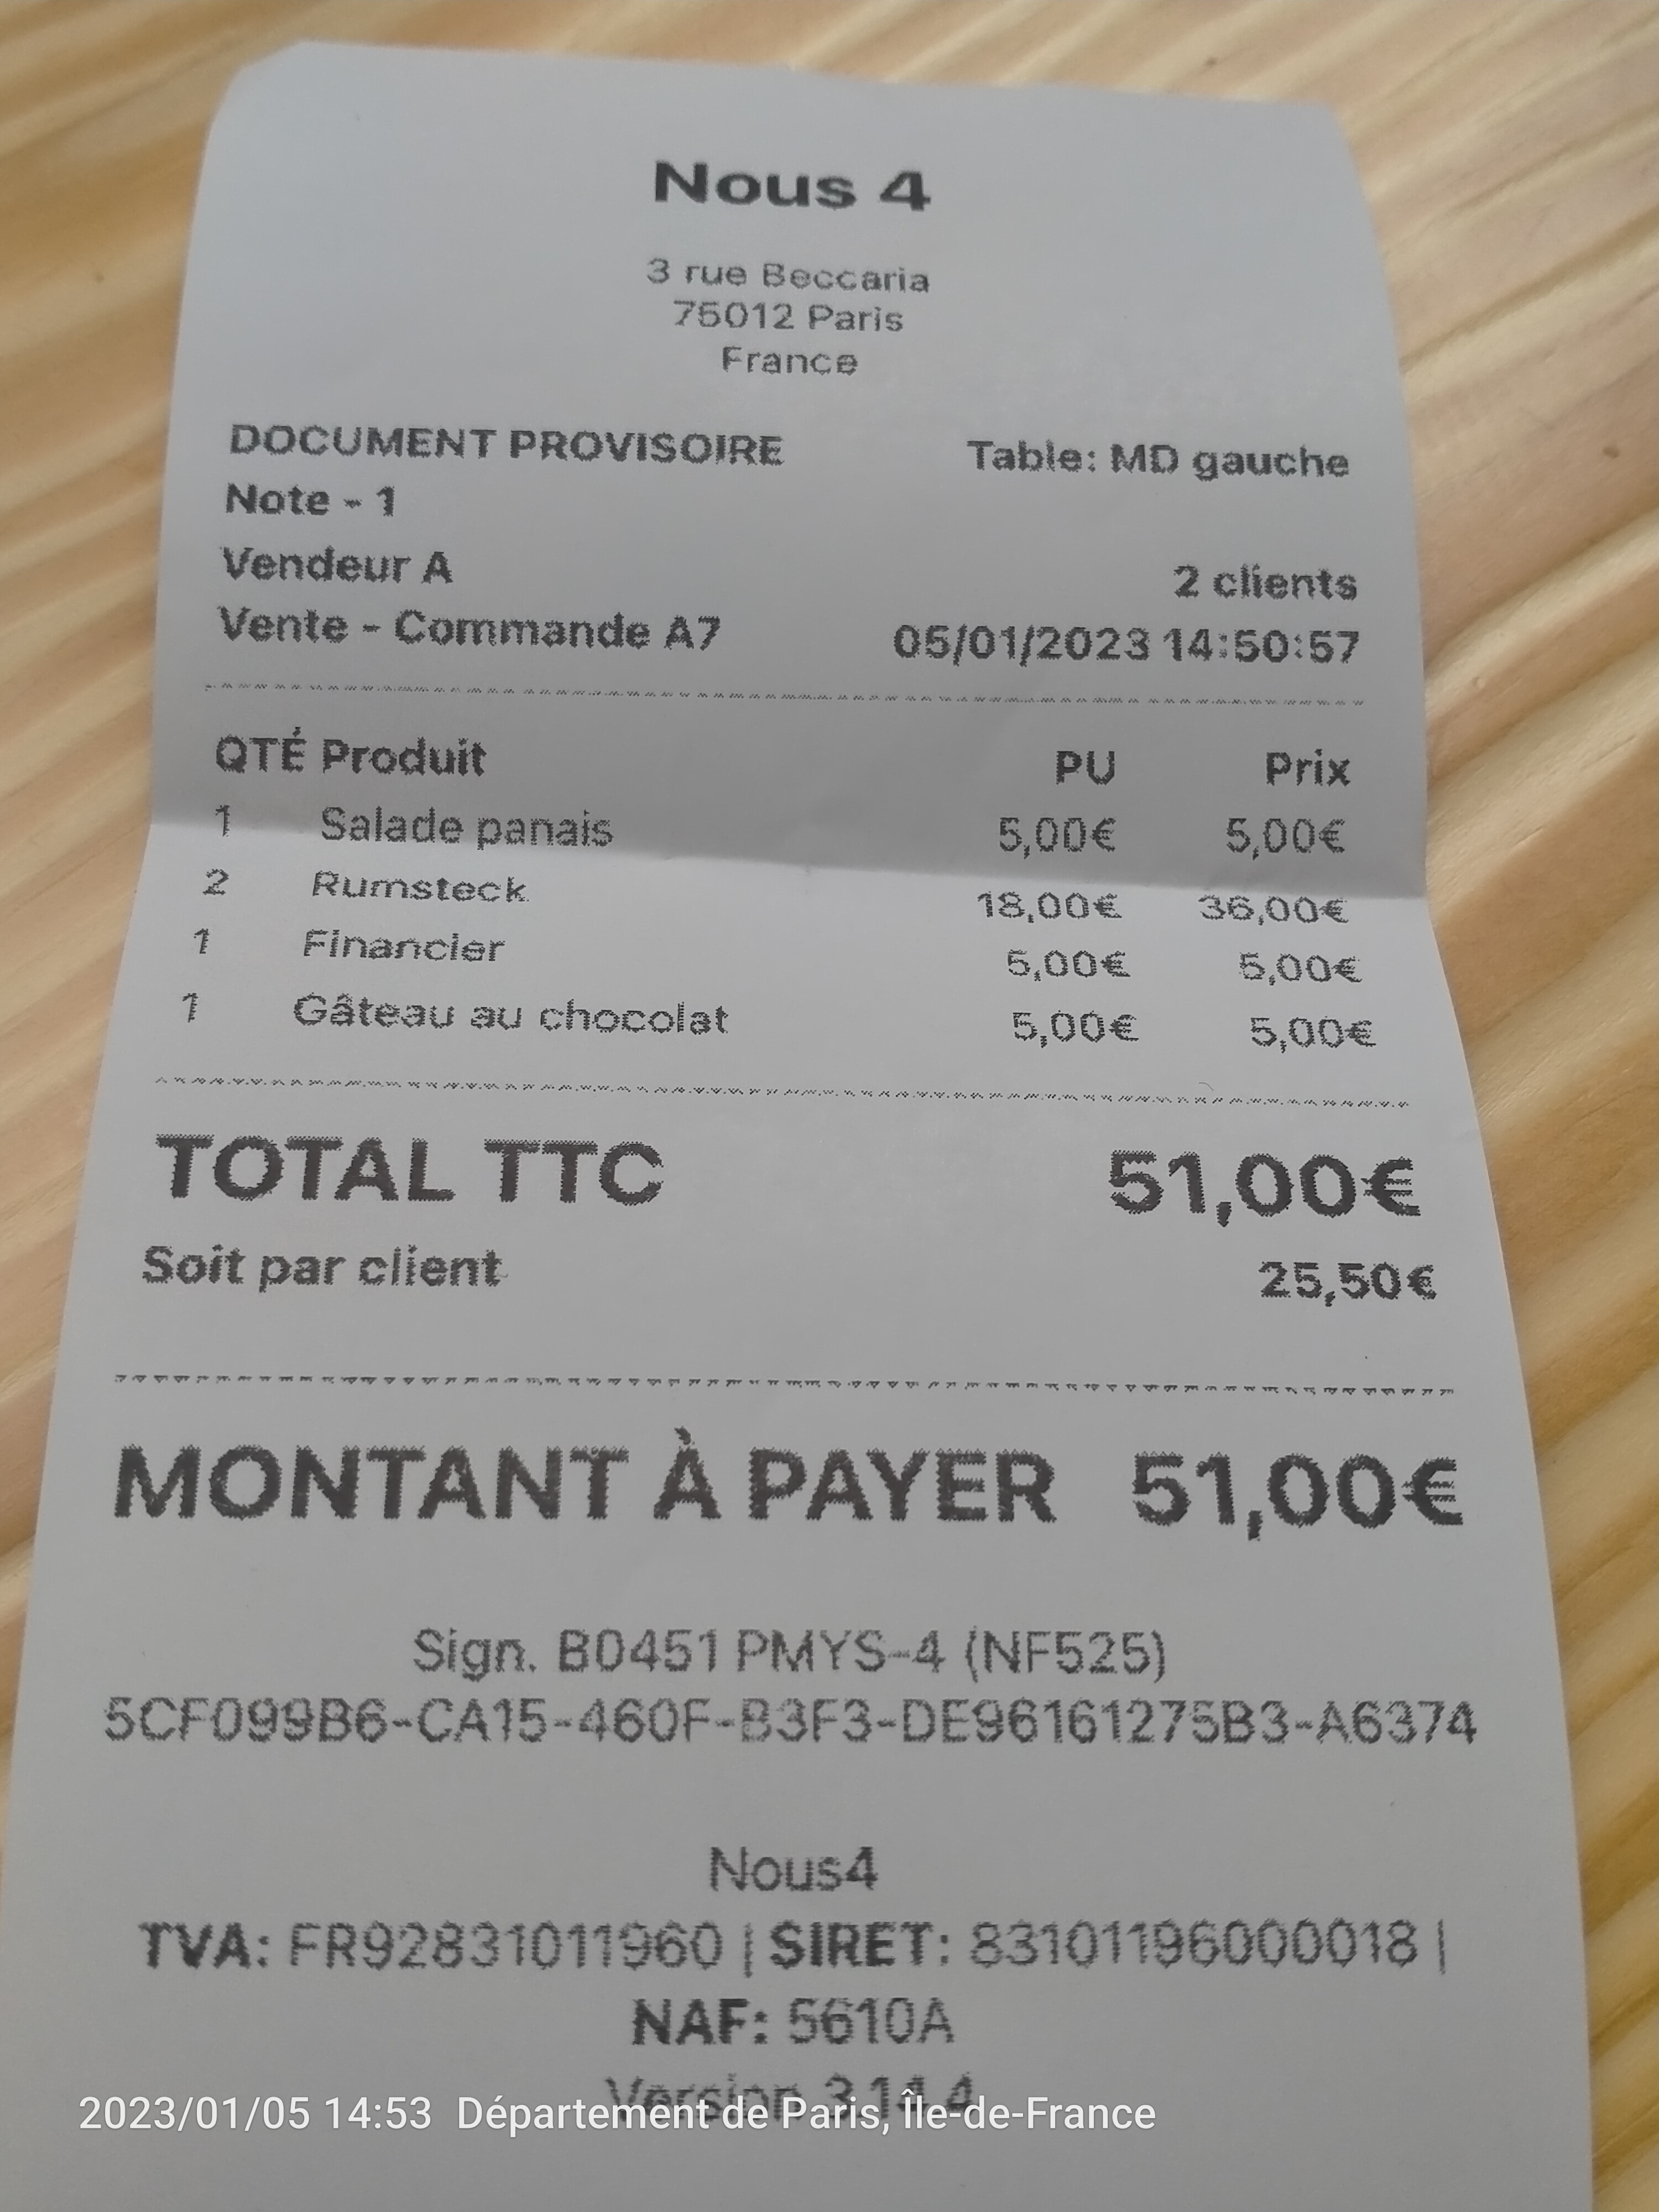 Nous 4
3 rue Beccaria
75012 Paris
France
DOCUMENT PROVISOIRE Table: MD gauche
Note - 1
Vendeur A 2 clients
Vente - Commande A7 05/01/2023 14:50:57
QTÉ Produit PU Prix
1 Salade panais 5,00€ 5,00€
2 Rumsteck 18,00€ 36,00€
1 Financier 5,00€ 5,00€
1 Gâteau au chocolat 5,00€ 5,00€
TOTAL TTC 51,00€
Soit par client 25,50€
MONTANT À PAYER 51,00€
Sign. B0451 PMYS-4 (NF525)
5CF099B6-CA15-460F-B3F3-DE96161275B3-A6374
Nous4
TVA: FR92831011960 | SIRET: 83101196000018 |
NAF: 5610A
Version 3.14.4
2023/01/05 14:53 Département de Paris, Île-de-France